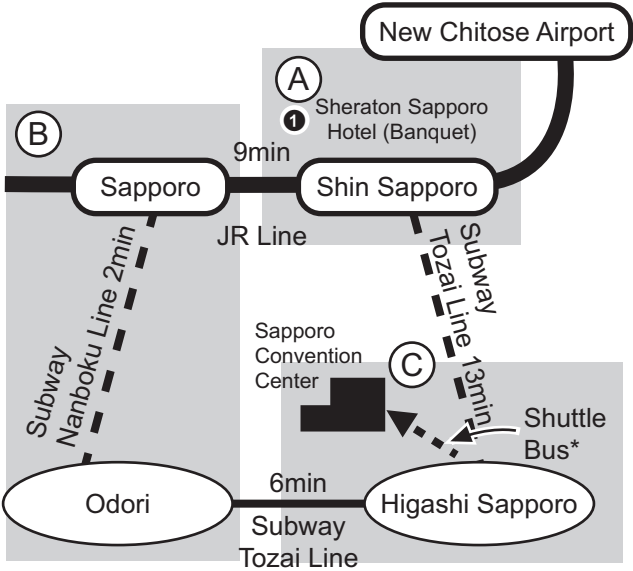 New Chitose Airport
A
❶ Sheraton Sapporo
Hotel (Banquet)
B
9min
Sapporo
Shin Sapporo
JR Line
Subway
Nanboku Line 2min
Subway
Tozai Line 13min
Sapporo
Convention
Center
C
Shuttle
Bus*
Odori
6min
Higashi Sapporo
Subway
Tozai Line